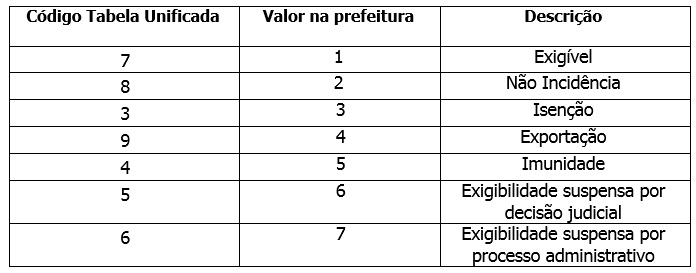 Código Tabela Unificada Valor na prefeitura Descrição
7 1 Exigível
8 2 Não Incidência
3 3 Isenção
9 4 Exportação
4 5 Imunidade
5 6 Exigibilidade suspensa por
decisão judicial
6 7 Exigibilidade suspensa por
processo administrativo